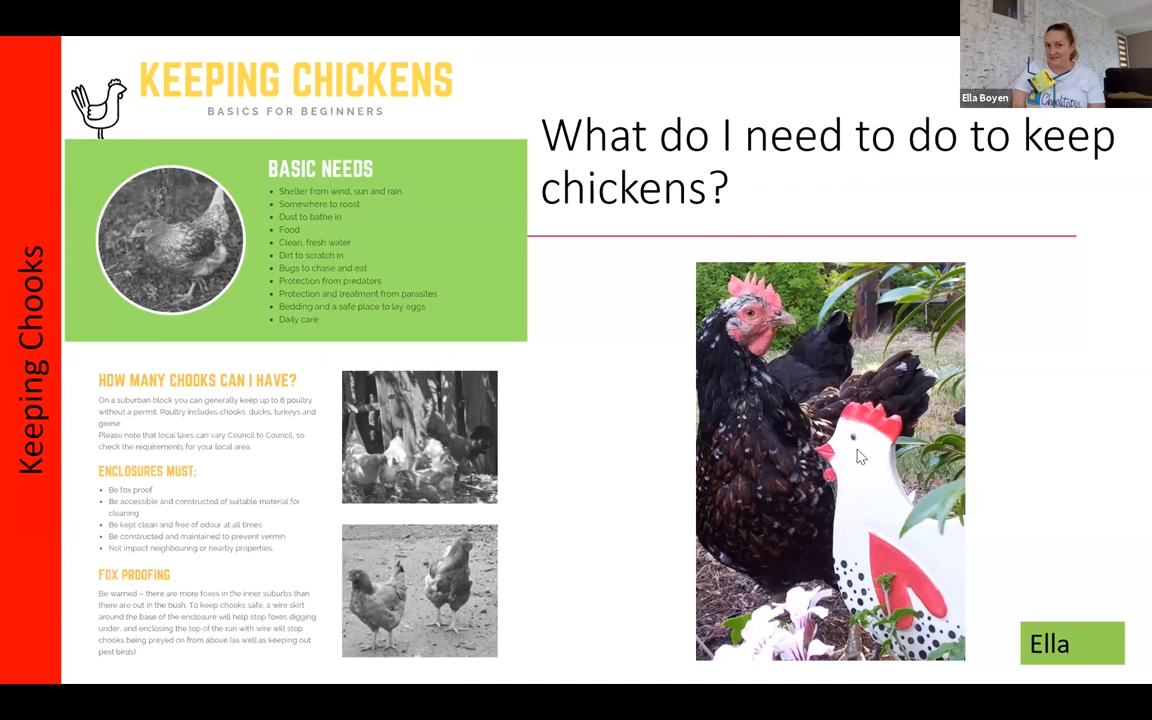 Keeping Chooks
KEEPING CHICKENS
BASICS FOR BEGINNERS
BASIC NEEDS
• Shelter from wind, sun and rain
• Somewhere to roost
• Dust to bathe in
• Food
• Clean, fresh water
• Dirt to scratch in
• Bugs to chase and eat
• Protection from predators
• Protection and treatment from parasites
• Bedding and a safe place to lay eggs
• Daily care
HOW MANY CHOOKS CAN I HAVE?
On a suburban block you can generally keep up to 6 poultry
without a permit. Poultry includes chooks, ducks, turkeys and
geese.
Please note that local laws can vary Council to Council, so
check the requirements for your local area.
ENCLOSURES MUST:
• Be fox proof
• Be accessible and constructed of suitable material for
cleaning
• Be kept clean and free of odour at all times
• Be constructed and maintained to prevent vermin
• Not impact neighbouring or nearby properties.
FOX PROOFING
Be warned – there are more foxes in the inner suburbs than
there are out in the bush. To keep chooks safe, a wire skirt
around the base of the enclosure will help stop foxes digging
under, and enclosing the top of the run with wire will stop
chooks being preyed on from above (as well as keeping out
pest birds).
What do I need to do to keep
chickens?
Ella Boyen
Ella